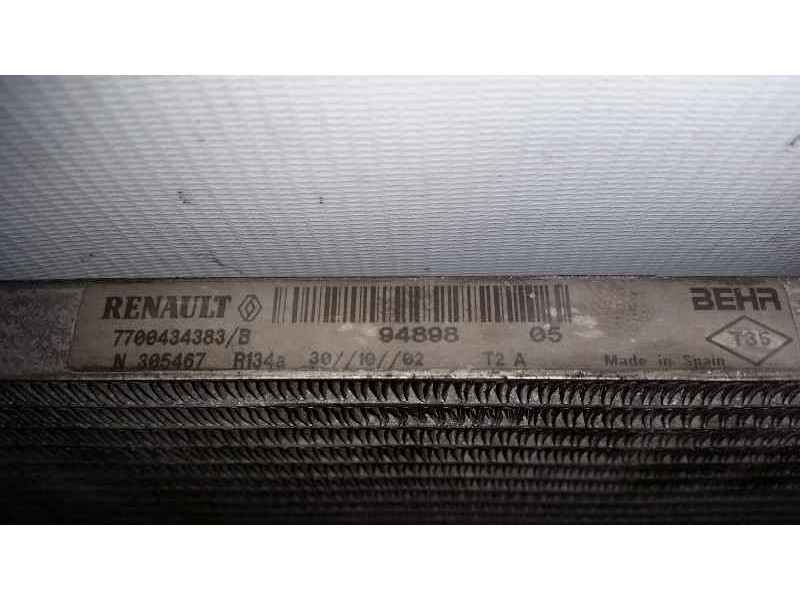 RENAULT BEHR
7700434383/B 94898 05 T35
N 305467 R134a 30//10//02 T2 A Made in Spain